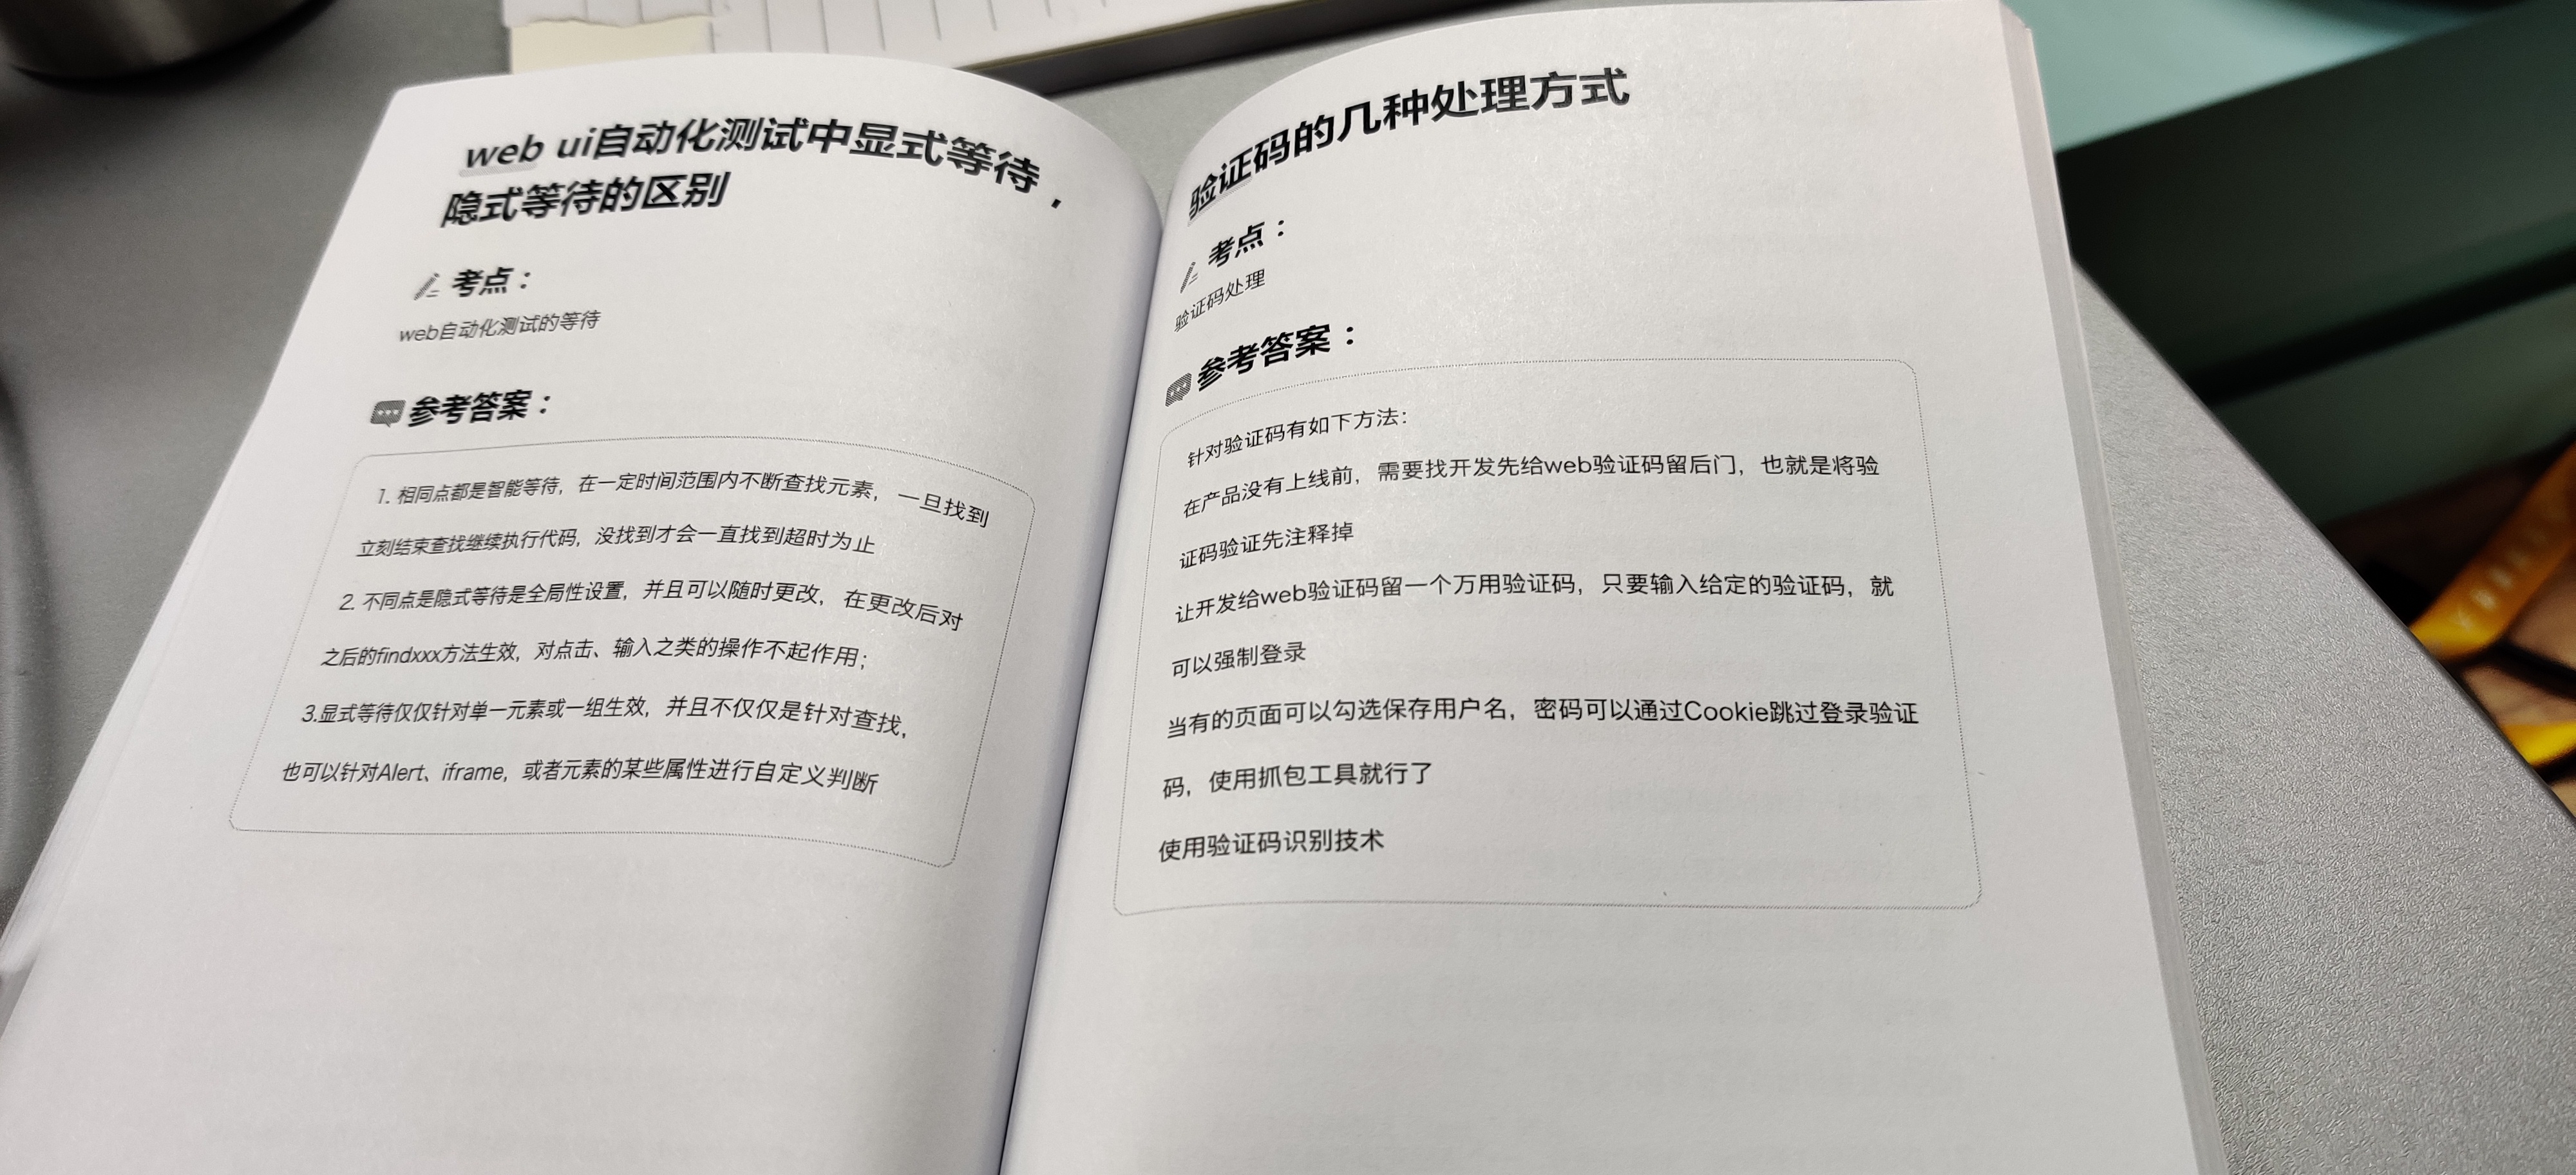 web ui自动化测试中显式等待，
隐式等待的区别
考点：
web自动化测试的等待
参考答案：
1. 相同点都是智能等待，在一定时间范围内不断查找元素，一旦找到
立刻结束查找继续执行代码，没找到才会一直找到超时为止
2. 不同点是隐式等待是全局性设置，并且可以随时更改，在更改后对
之后的findxxx方法生效，对点击、输入之类的操作不起作用；
3.显式等待仅仅针对单一元素或一组生效，并且不仅仅是针对查找，
也可以针对Alert、iframe，或者元素的某些属性进行自定义判断
验证码的几种处理方式
考点：
验证码处理
参考答案：
针对验证码有如下方法：
在产品没有上线前，需要找开发先给web验证码留后门，也就是将验
证码验证先注释掉
让开发给web验证码留一个万用验证码，只要输入给定的验证码，就
可以强制登录
当有的页面可以勾选保存用户名，密码可以通过Cookie跳过登录验证
码，使用抓包工具就行了
使用验证码识别技术